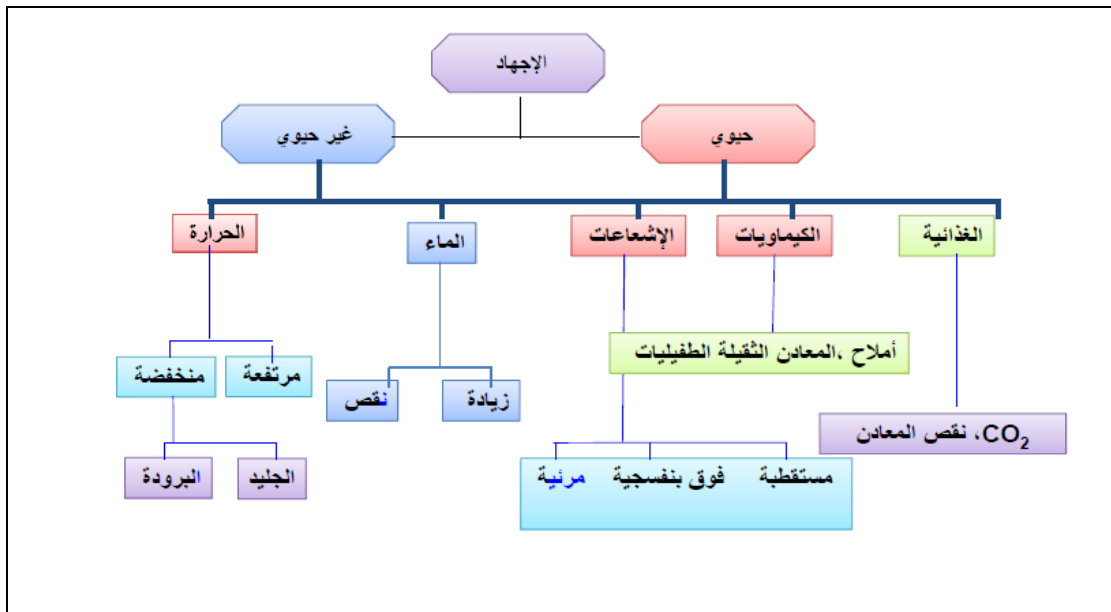 الإجهاد
حيوي
غير حيوي
الغذائية
الكيماويات
الإشعاعات
الماء
الحرارة
أملاح ،المعادن الثقيلة الطفيليات
مرتفعة
منخفضة
زيادة
نقص
CO2، نقص المعادن
مستقطبة فوق بنفسجية مرئية
الجليد
البرودة